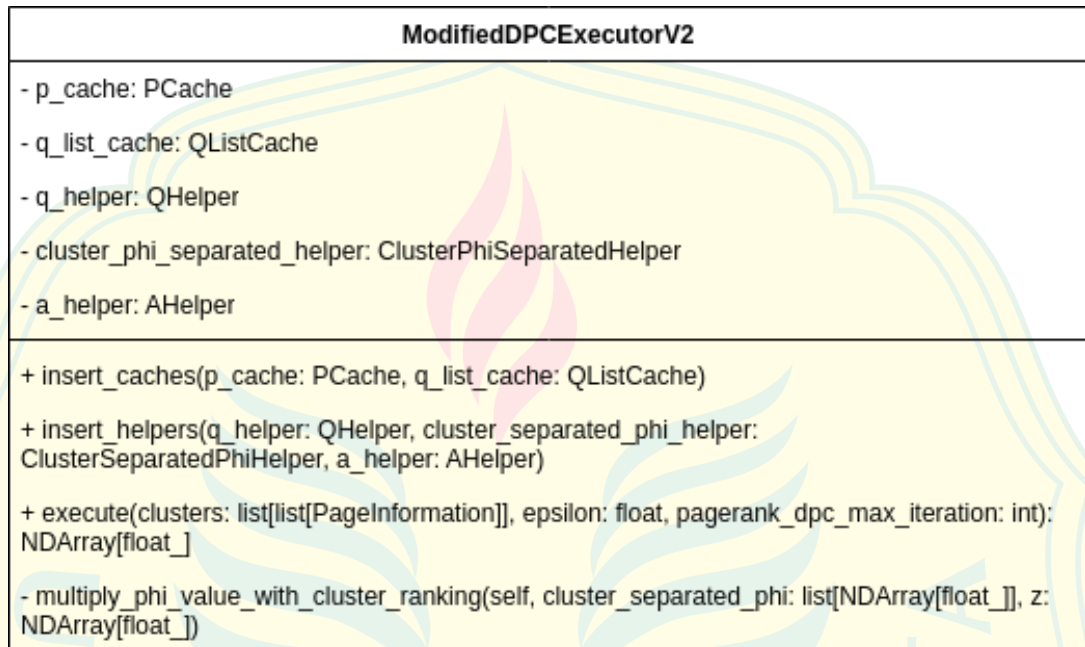 ModifiedDPCExecutorV2
- p_cache: PCache
- q_list_cache: QListCache
- q_helper: QHelper
- cluster_phi_separated_helper: ClusterPhiSeparatedHelper
- a_helper: AHelper
+ insert_caches(p_cache: PCache, q_list_cache: QListCache)
+ insert_helpers(q_helper: QHelper, cluster_separated_phi_helper:
ClusterSeparatedPhiHelper, a_helper: AHelper)
+ execute(clusters: list[list[PageInformation]], epsilon: float, pagerank_dpc_max_iteration: int):
NDArray[float_]
- multiply_phi_value_with_cluster_ranking(self, cluster_separated_phi: list[NDArray[float_]], z:
NDArray[float_])